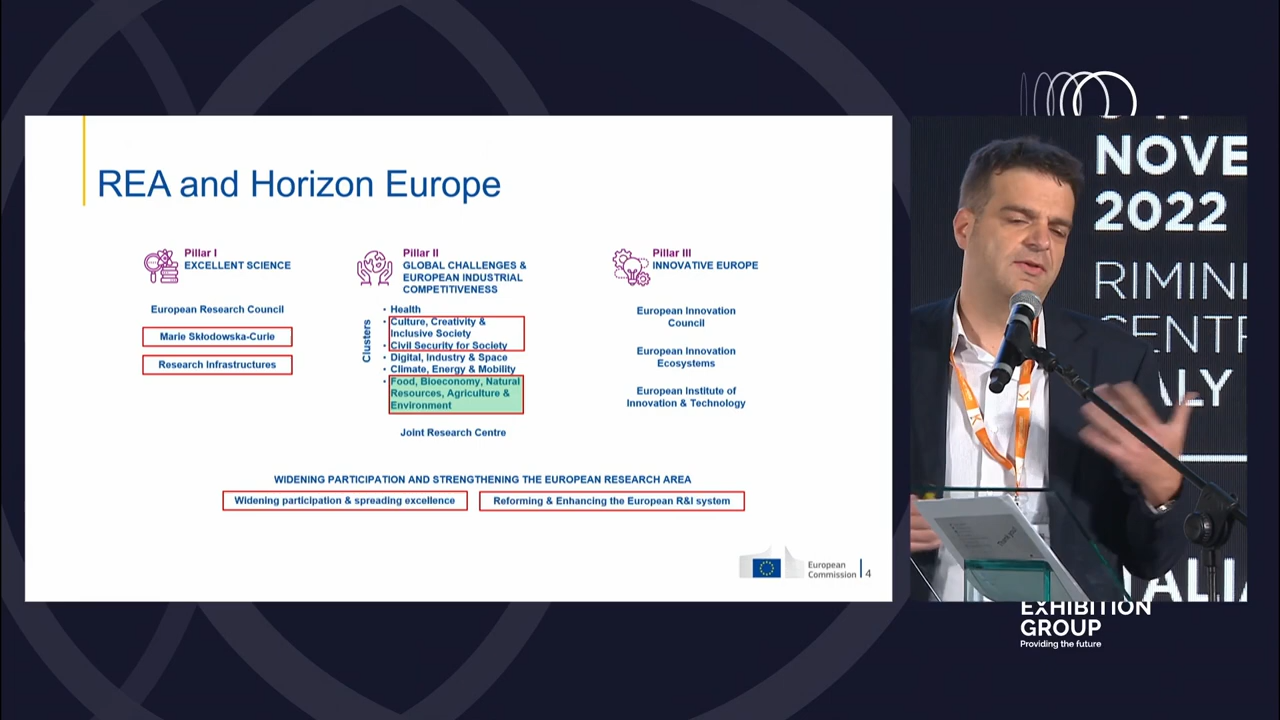 REA and Horizon Europe
Pillar I
EXCELLENT SCIENCE
European Research Council
Marie Skłodowska-Curie
Research Infrastructures
Pillar II
GLOBAL CHALLENGES &
EUROPEAN INDUSTRIAL
COMPETITIVENESS
Clusters
• Health
• Culture, Creativity &
Inclusive Society
• Civil Security for Society
• Digital, Industry & Space
• Climate, Energy & Mobility
• Food, Bioeconomy, Natural
Resources, Agriculture &
Environment
Joint Research Centre
Pillar III
INNOVATIVE EUROPE
European Innovation
Council
European Innovation
Ecosystems
European Institute of
Innovation & Technology
WIDENING PARTICIPATION AND STRENGTHENING THE EUROPEAN RESEARCH AREA
Widening participation & spreading excellence
Reforming & Enhancing the European R&I system
European
Commission
4
NOVE
2022
RIMINI
CENTR
ALY
Thank you!
TALIA
EXHIBITION
GROUP
Providing the future